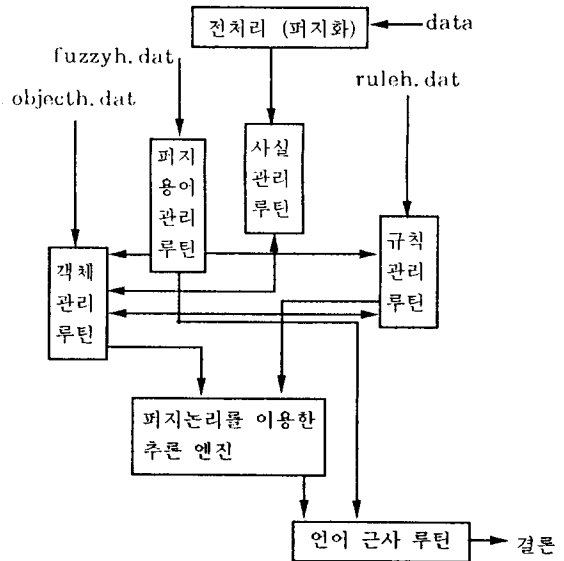 전처리 (퍼지화)
data
fuzzyh.dat
ruleh.dat
objecth.dat
퍼지
용어
관리
루틴
사실
관리
루틴
규칙
관리
루틴
객체
관리
루틴
퍼지논리를 이용한
추론 엔진
언어 근사 루틴
결론